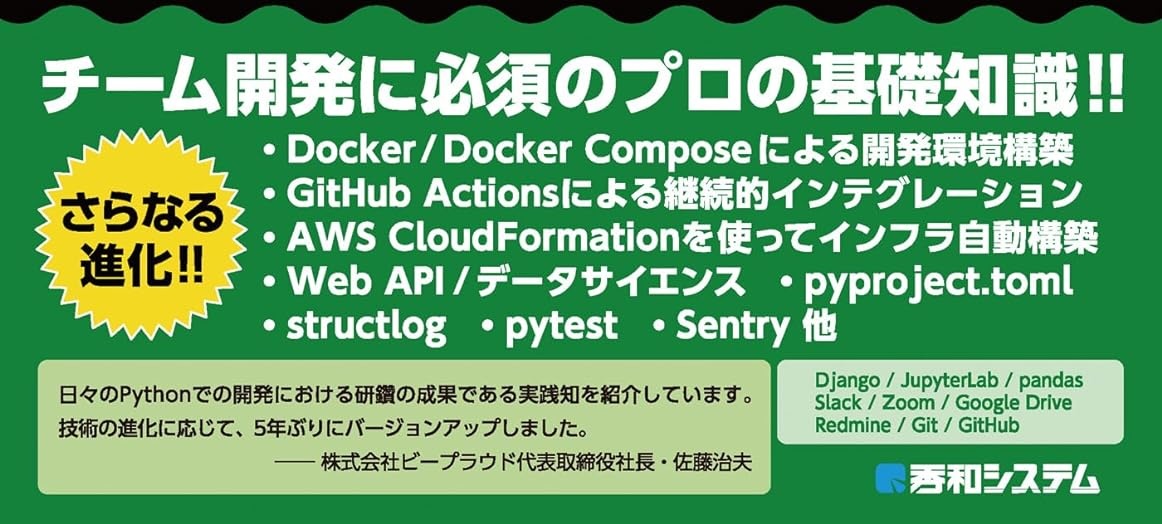 チーム開発に必須のプロの基礎知識!!
さらなる
進化!!
・Docker/Docker Composeによる開発環境構築
・GitHub Actionsによる継続的インテグレーション
・AWS CloudFormationを使ってインフラ自動構築
・Web API/データサイエンス ・pyproject.toml
・structlog ・pytest ・Sentry 他
日々のPythonでの開発における研鑽の成果である実践知を紹介しています。
技術の進化に応じて、5年ぶりにバージョンアップしました。
── 株式会社ビープラウド代表取締役社長・佐藤治夫
Django / JupyterLab / pandas
Slack / Zoom / Google Drive
Redmine / Git / GitHub
秀和システム